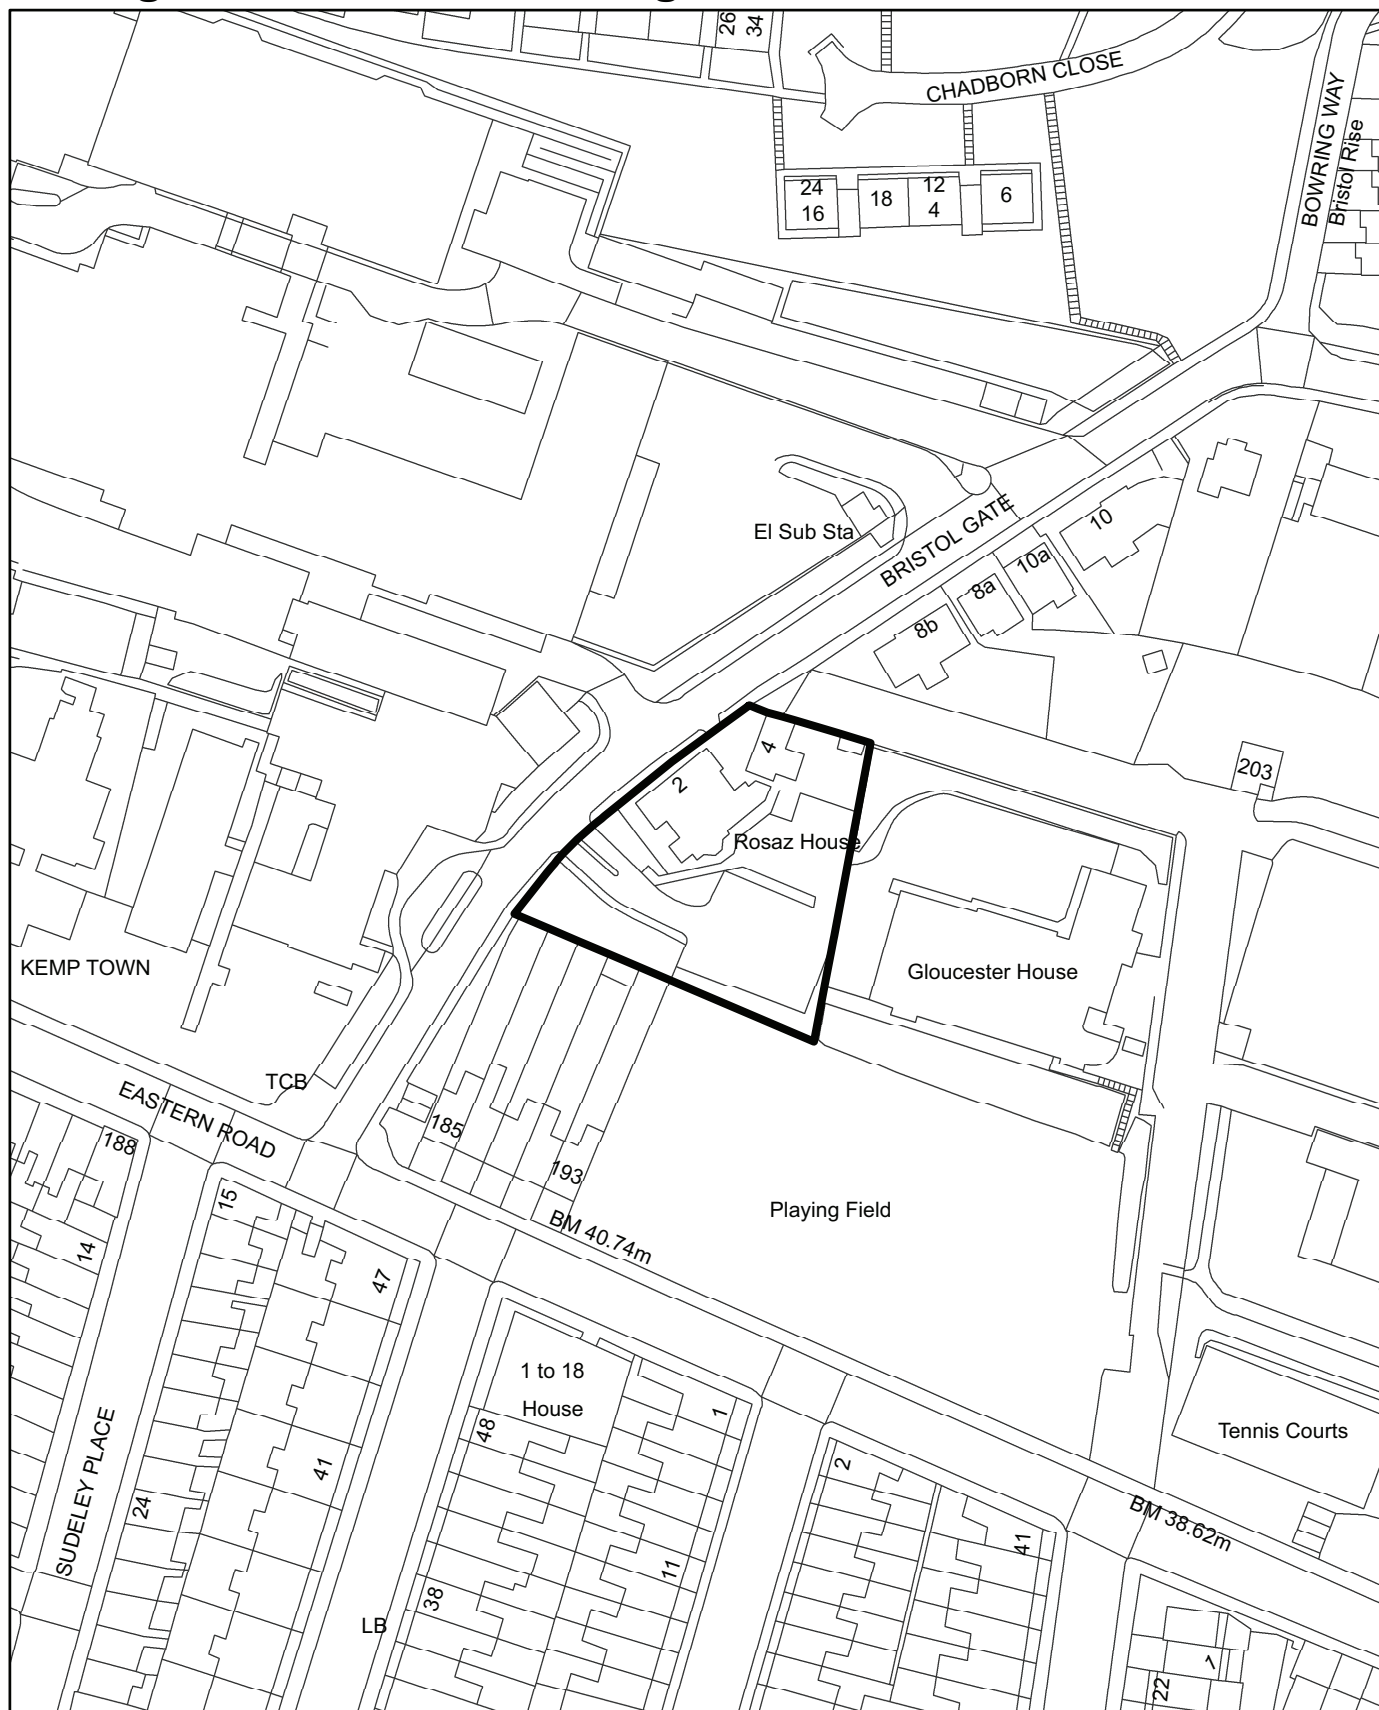 26
34
CHADBORN CLOSE
BOWRING WAY
Bristol Rise
24
16
18
12
4
6
El Sub Sta
BRISTOL GATE
10
10a
8a
8b
4
2
203
Rosaz House
KEMP TOWN
Gloucester House
TCB
EASTERN ROAD
185
188
193
15
Playing Field
BM 40.74m
14
47
1 to 18
House
48
1
2
Tennis Courts
SUDELEY PLACE
41
24
BM 38.62m
41
11
38
LB
1
22